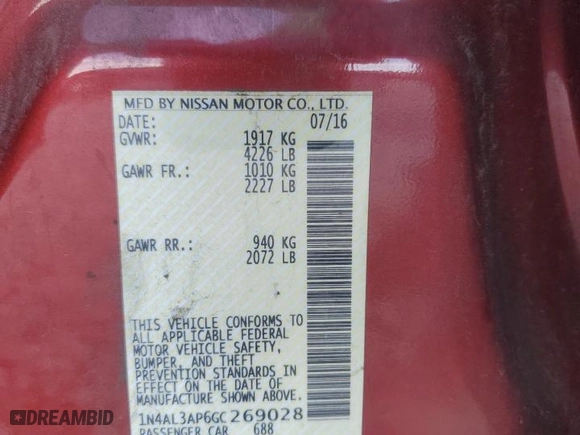 MFD BY NISSAN MOTOR CO., LTD.
DATE: 07/16
GVWR: 1917 KG
4226 LB
GAWR FR.: 1010 KG
2227 LB
GAWR RR.: 940 KG
2072 LB
THIS VEHICLE CONFORMS TO
ALL APPLICABLE FEDERAL
MOTOR VEHICLE SAFETY,
BUMPER, AND THEFT
PREVENTION STANDARDS IN
EFFECT ON THE DATE OF
MANUFACTURE SHOWN ABOVE.
1N4AL3AP6GC269028
PASSENGER CAR 688
DREAMBID